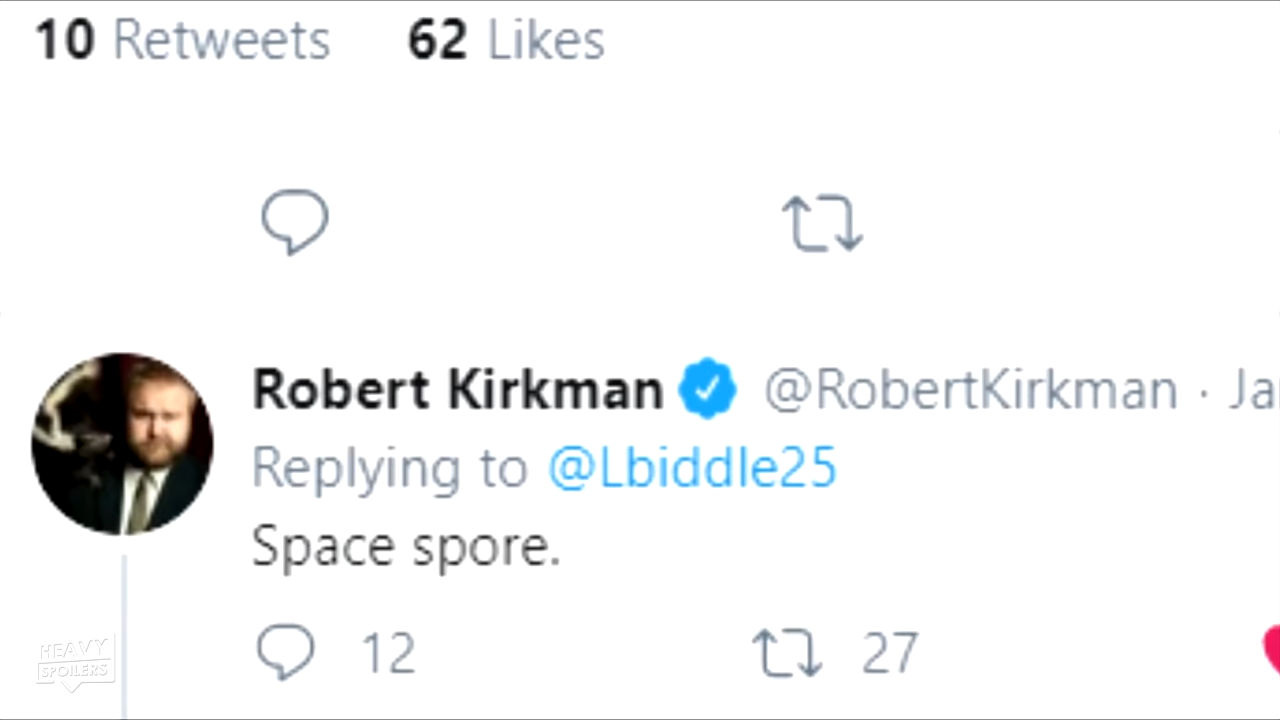 10 Retweets 62 Likes
Robert Kirkman @RobertKirkman · Ja
Replying to @Lbiddle25
Space spore.
12 27
HEAVY
SPOILERS